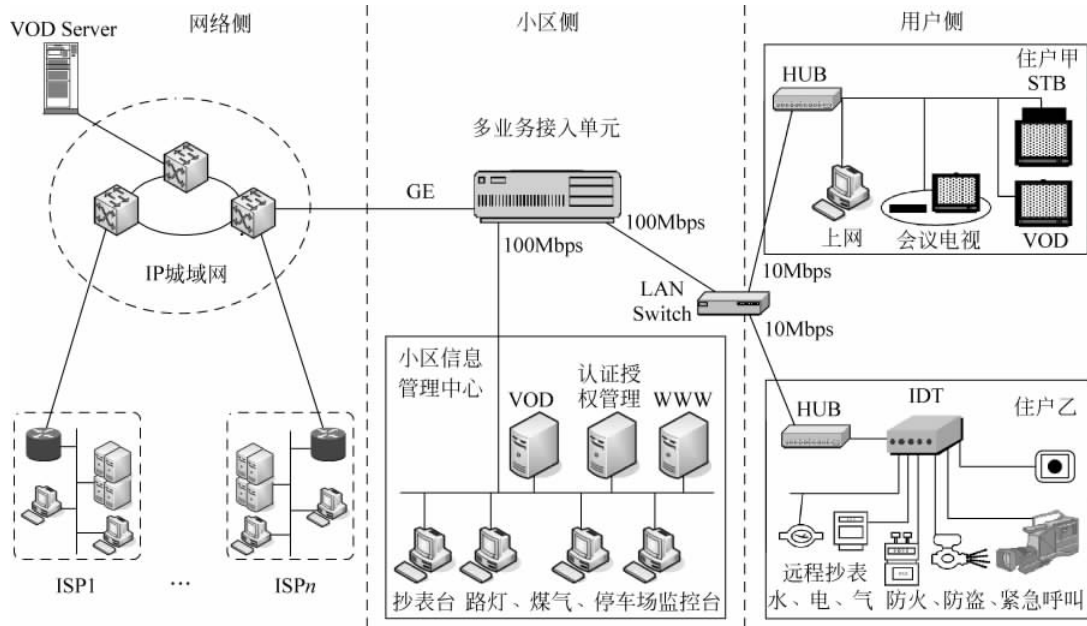 网络侧
小区侧
用户侧
VOD Server
IP城域网
ISP1
…
ISPn
多业务接入单元
GE
100Mbps
100Mbps
LAN
Switch
10Mbps
10Mbps
小区信息
管理中心
VOD
认证授
权管理
WWW
抄表台
路灯、煤气、停车场监控台
住户甲
HUB
STB
上网
会议电视
VOD
住户乙
HUB
IDT
远程抄表
水、电、气
防火、防盗、紧急呼叫